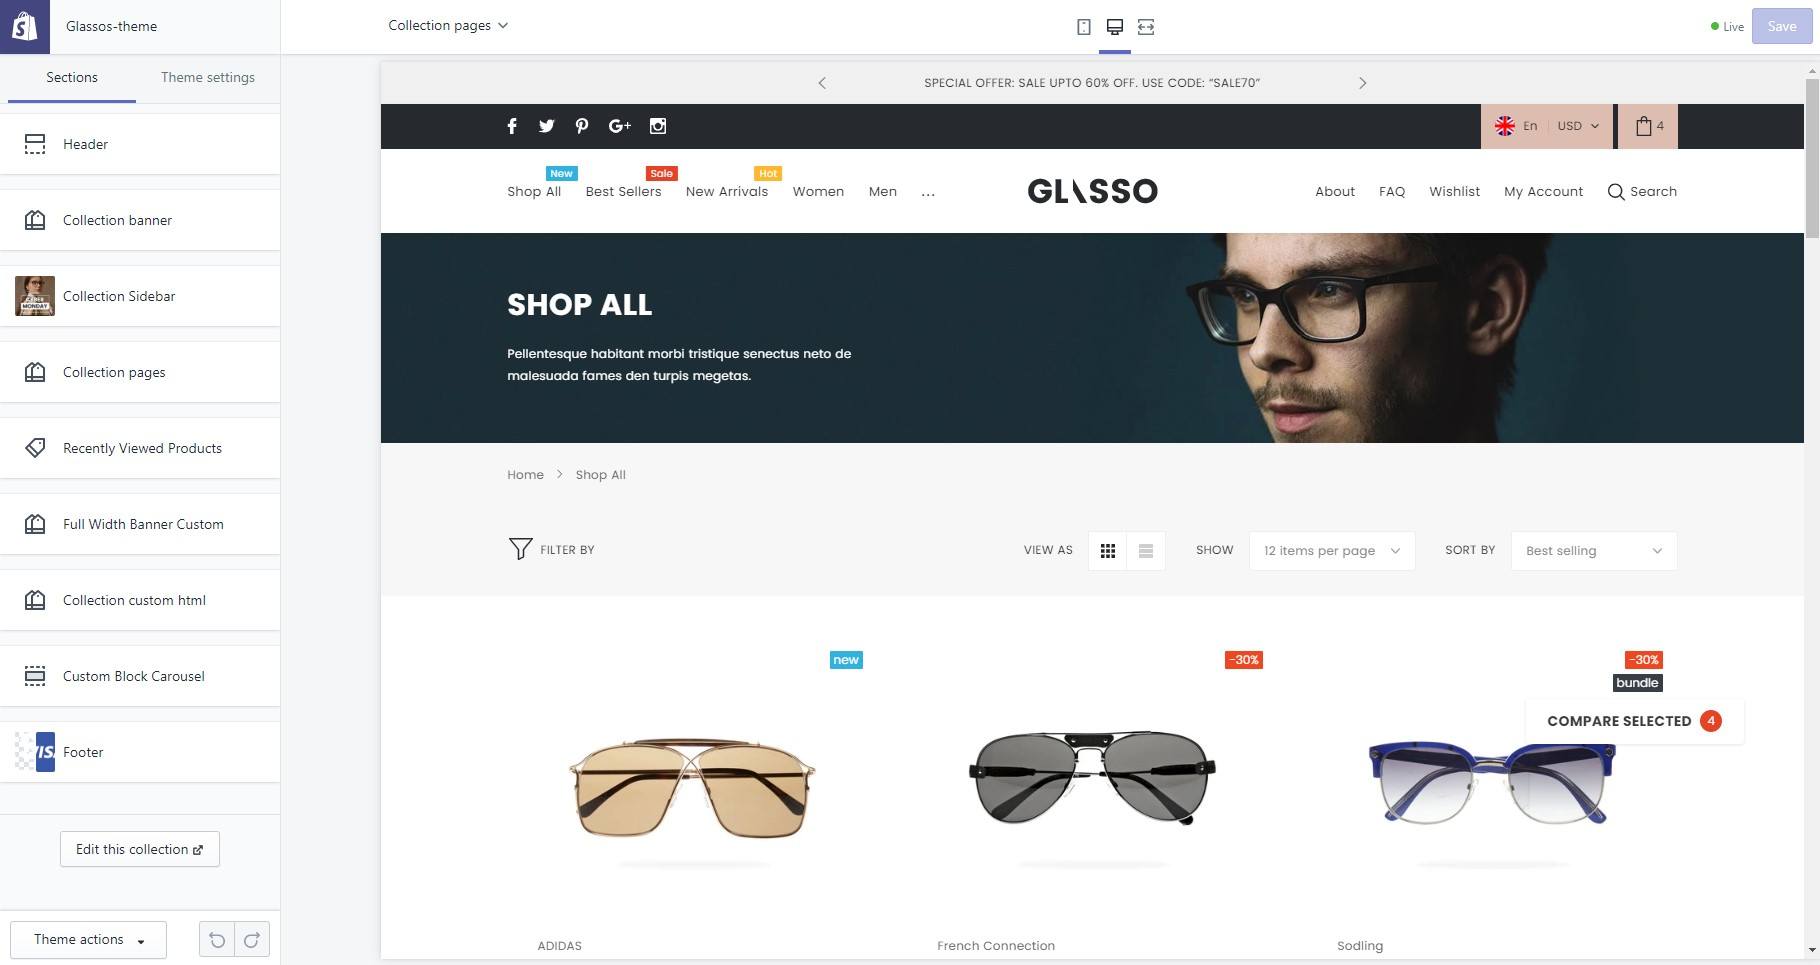 Glassos-theme
Collection pages
Live
Save
Sections
Theme settings
Header
Collection banner
Collection Sidebar
Collection pages
Recently Viewed Products
Full Width Banner Custom
Collection custom html
Custom Block Carousel
Footer
Edit this collection
Theme actions
SPECIAL OFFER: SALE UPTO 60% OFF. USE CODE: “SALE70”
En
USD
4
New
Sale
Hot
Shop All
Best Sellers
New Arrivals
Women
Men
...
GLASSO
About
FAQ
Wishlist
My Account
Search
SHOP ALL
Pellentesque habitant morbi tristique senectus neto de
malesuada fames den turpis megetas.
Home > Shop All
FILTER BY
VIEW AS
SHOW
12 items per page
SORT BY
Best selling
new
-30%
-30%
bundle
COMPARE SELECTED 4
ADIDAS
French Connection
Sodling